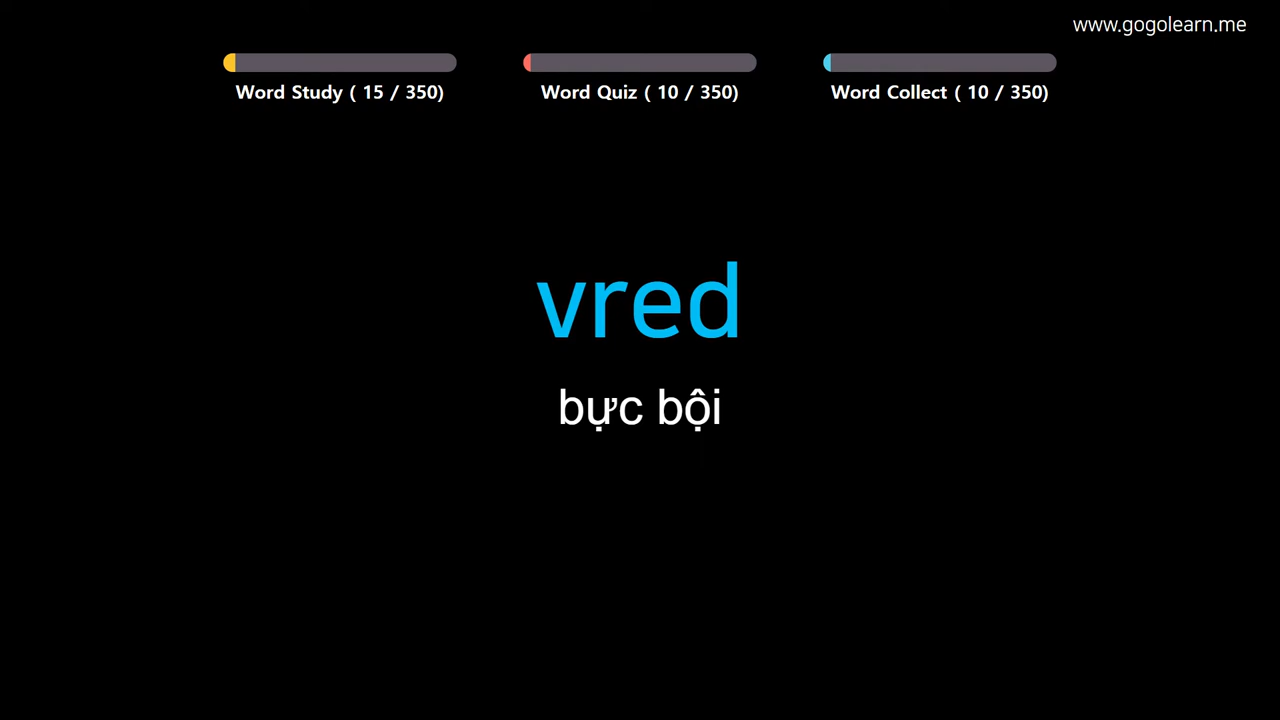 www.gogolearn.me
Word Study ( 15 / 350)
Word Quiz ( 10 / 350)
Word Collect ( 10 / 350)
vred
bực bội